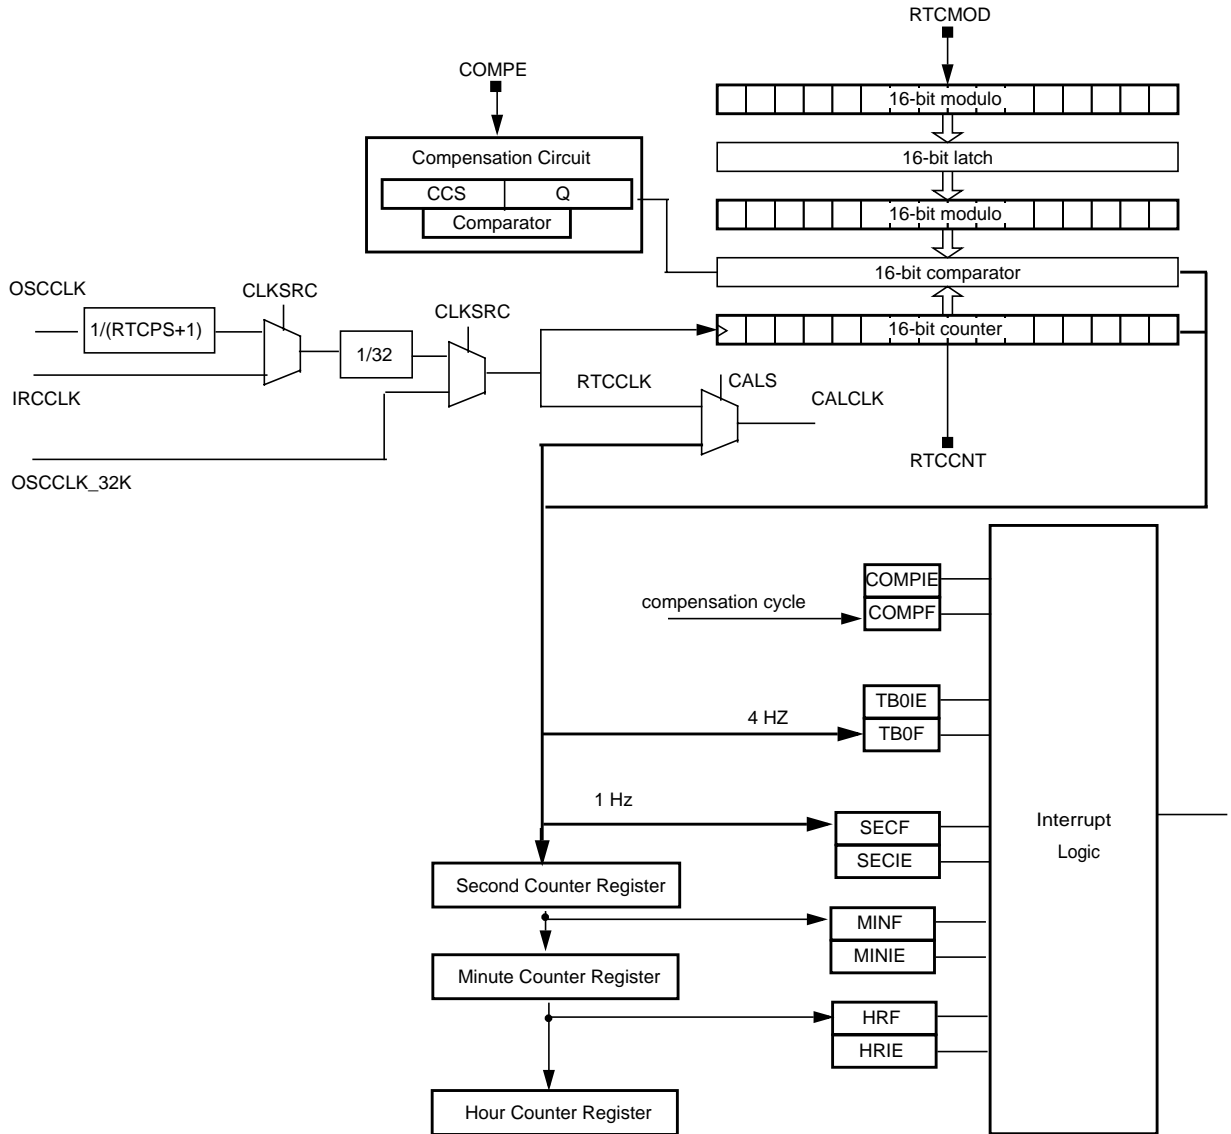 RTCMOD
COMPE
16-bit modulo
Compensation Circuit
16-bit latch
CCS
Q
16-bit modulo
Comparator
16-bit comparator
OSCCLK
CLKSRC
CLKSRC
1/(RTCPS+1)
16-bit counter
1/32
IRCCLK
RTCCLK
CALS
CALCLK
RTCCNT
OSCCLK_32K
COMPIE
compensation cycle
COMPF
TB0IE
4 HZ
TB0F
1 Hz
SECF
Interrupt
Logic
SECIE
Second Counter Register
MINF
MINIE
Minute Counter Register
HRF
HRIE
Hour Counter Register